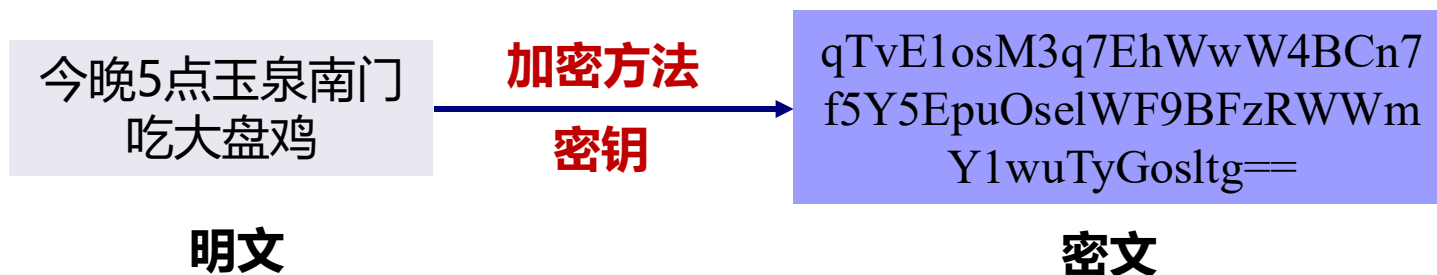 今晚5点玉泉南门
吃大盘鸡
加密方法
密钥
qTvE1osM3q7EhWwW4BCn7
f5Y5EpuOselWF9BFzRWWm
Y1wuTyGosltg==
明文
密文